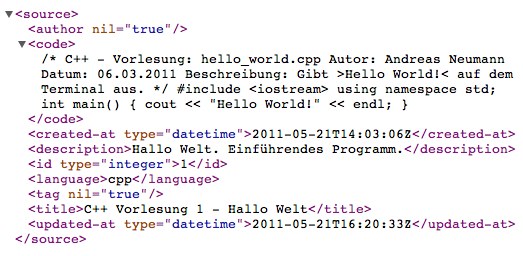 <source>
<author nil="true"/>
<code>
/* C++ - Vorlesung: hello_world.cpp Autor: Andreas Neumann
Datum: 06.03.2011 Beschreibung: Gibt >Hello World!< auf dem
Terminal aus. */ #include <iostream> using namespace std;
int main() { cout << "Hello World!" << endl; }
</code>
<created-at type="datetime">2011-05-21T14:03:06Z</created-at>
<description>Hallo Welt. Einführendes Programm.</description>
<id type="integer">1</id>
<language>cpp</language>
<tag nil="true"/>
<title>C++ Vorlesung 1 - Hallo Welt</title>
<updated-at type="datetime">2011-05-21T16:20:33Z</updated-at>
</source>